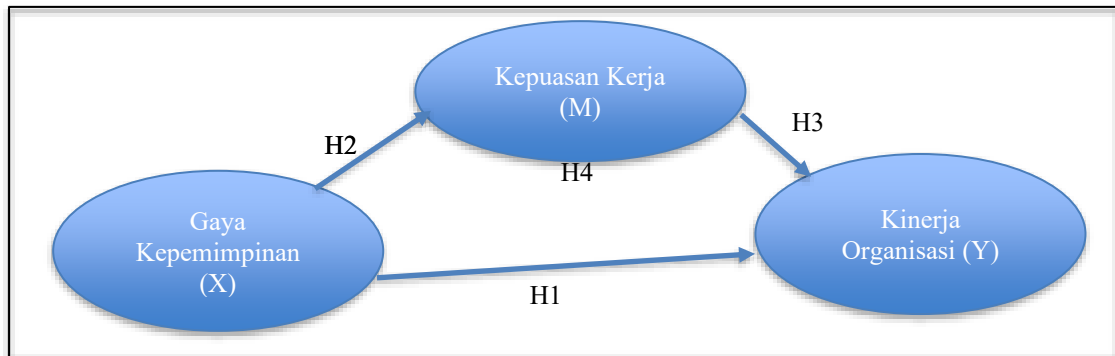 Kepuasan Kerja
(M)
H2
H3
H4
Gaya
Kepemimpinan
(X)
Kinerja
Organisasi (Y)
H1